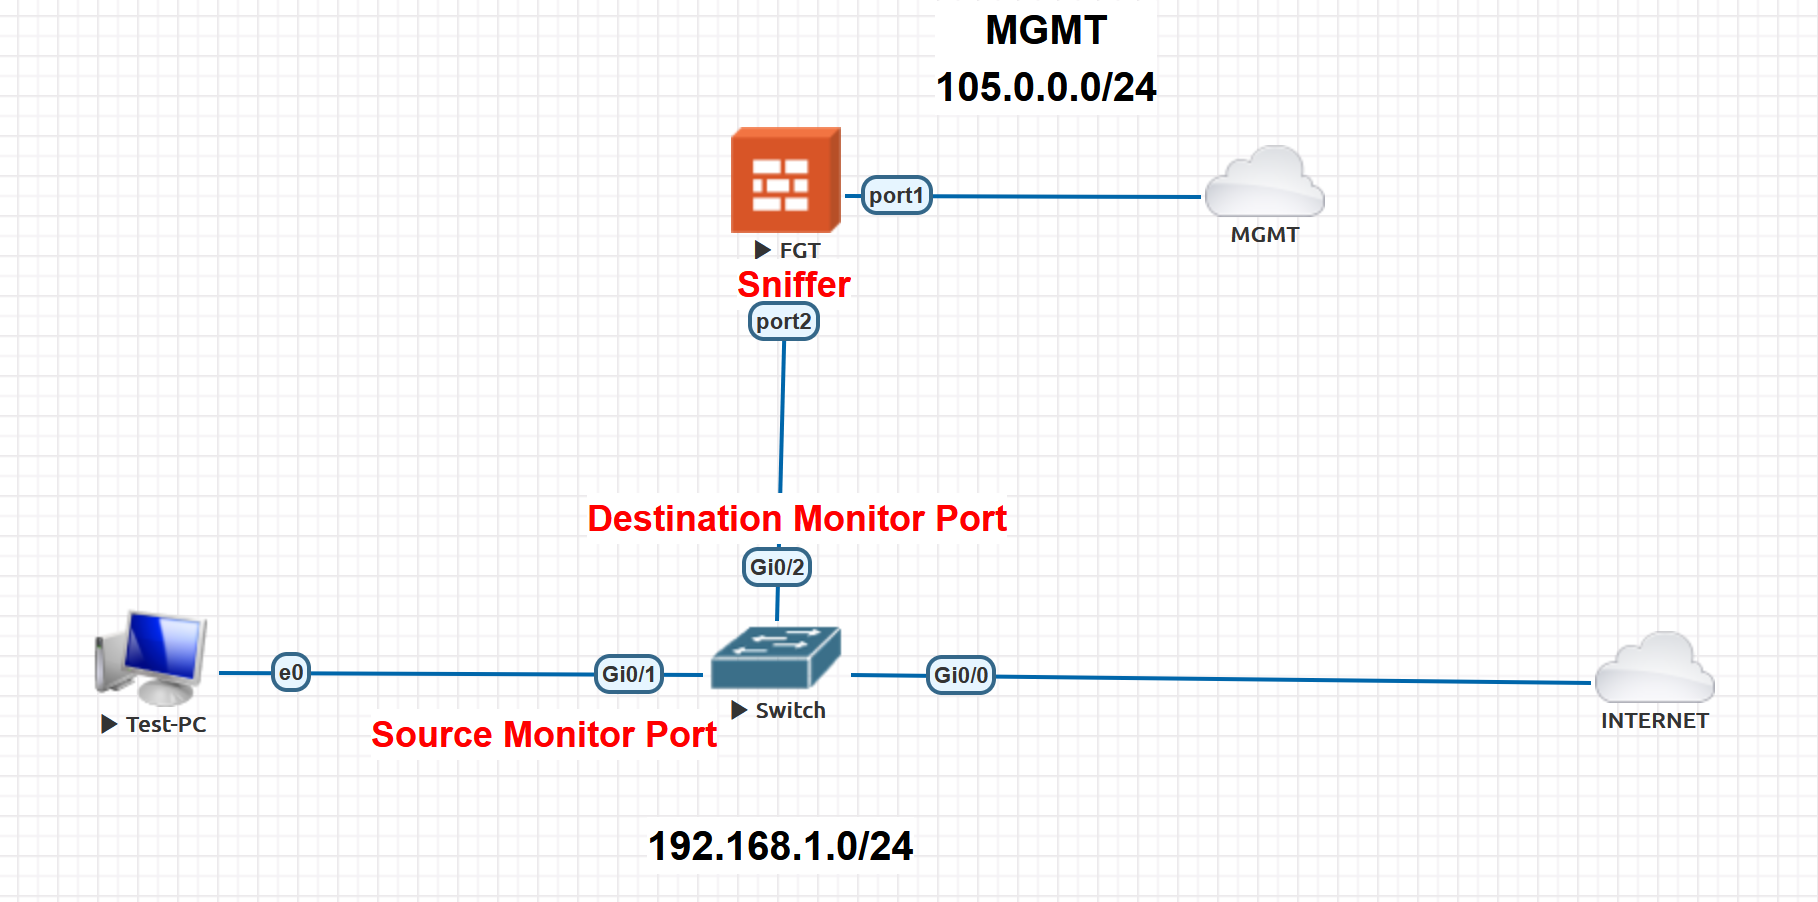 MGMT
105.0.0.0/24
port1
MGMT
FGT
Sniffer
port2
Destination Monitor Port
Gi0/2
e0
Gi0/1
Gi0/0
Test-PC
Switch
INTERNET
Source Monitor Port
192.168.1.0/24